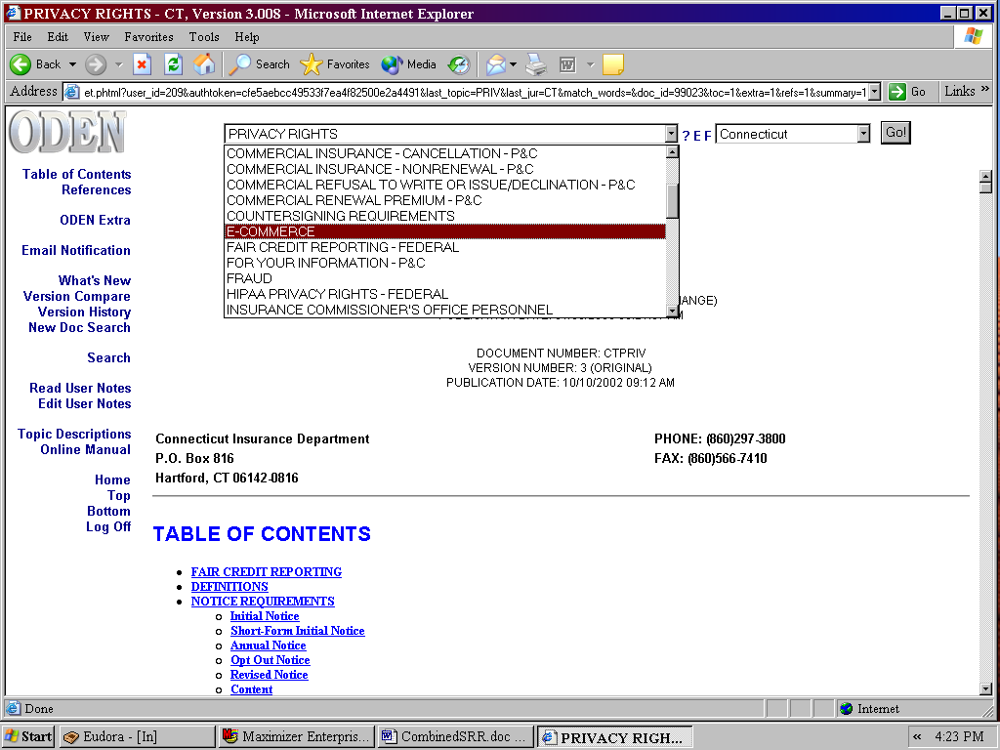 PRIVACY RIGHTS - CT, Version 3.008 - Microsoft Internet Explorer
File Edit View Favorites Tools Help
Back Search Favorites Media
Address et.phtml?user_id=209&authtoken=cfe5aebcc49533f7ea4f82500e2a4491&last_topic=PRIV&last_jur=CT&match_words=&doc_id=99023&toc=1&extra=1&refs=1&summary=1 Go Links »
ODEN
PRIVACY RIGHTS ? E F Connecticut Go!
COMMERCIAL INSURANCE - CANCELLATION - P&C
COMMERCIAL INSURANCE - NONRENEWAL - P&C
COMMERCIAL REFUSAL TO WRITE OR ISSUE/DECLINATION - P&C
COMMERCIAL RENEWAL PREMIUM - P&C
COUNTERSIGNING REQUIREMENTS
E-COMMERCE
FAIR CREDIT REPORTING - FEDERAL
FOR YOUR INFORMATION - P&C
FRAUD
HIPAA PRIVACY RIGHTS - FEDERAL
INSURANCE COMMISSIONER'S OFFICE PERSONNEL
Table of Contents
References
ODEN Extra
Email Notification
What's New
Version Compare
Version History
New Doc Search
Search
Read User Notes
Edit User Notes
Topic Descriptions
Online Manual
Home
Top
Bottom
Log Off
ANGE)
DOCUMENT NUMBER: CTPRIV
VERSION NUMBER: 3 (ORIGINAL)
PUBLICATION DATE: 10/10/2002 09:12 AM
Connecticut Insurance Department PHONE: (860)297-3800
P.O. Box 816 FAX: (860)566-7410
Hartford, CT 06142-0816
TABLE OF CONTENTS
FAIR CREDIT REPORTING
DEFINITIONS
NOTICE REQUIREMENTS
Initial Notice
Short-Form Initial Notice
Annual Notice
Opt Out Notice
Revised Notice
Content
Done Internet
Start Eudora - [In] Maximizer Enterpris... CombinedSRR.doc ... PRIVACY RIGH... « 4:23 PM